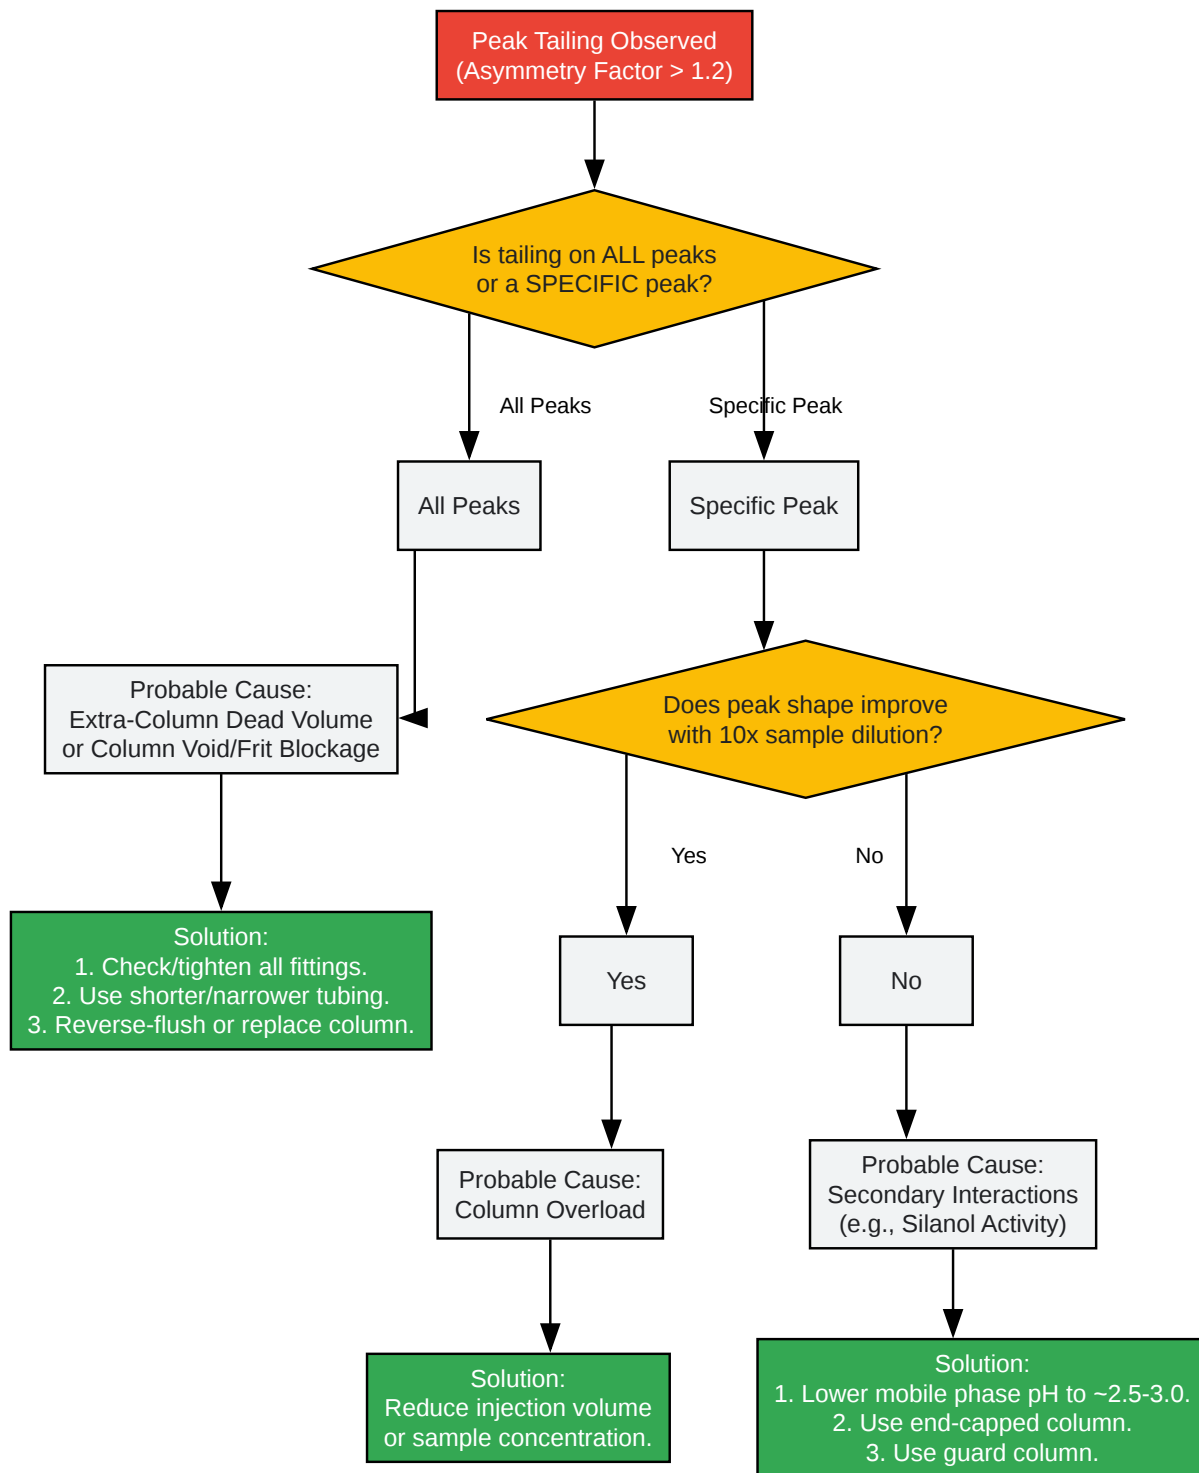 Peak Tailing Observed
(Asymmetry Factor > 1.2)
Is tailing on ALL peaks
or a SPECIFIC peak?
All Peaks
Specific Peak
All Peaks
Specific Peak
Probable Cause:
Extra-Column Dead Volume
or Column Void/Frit Blockage
Does peak shape improve
with 10x sample dilution?
Yes
No
Solution:
1. Check/tighten all fittings.
2. Use shorter/narrower tubing.
3. Reverse-flush or replace column.
Yes
No
Probable Cause:
Column Overload
Probable Cause:
Secondary Interactions
(e.g., Silanol Activity)
Solution:
Reduce injection volume
or sample concentration.
Solution:
1. Lower mobile phase pH to ~2.5-3.0.
2. Use end-capped column.
3. Use guard column.